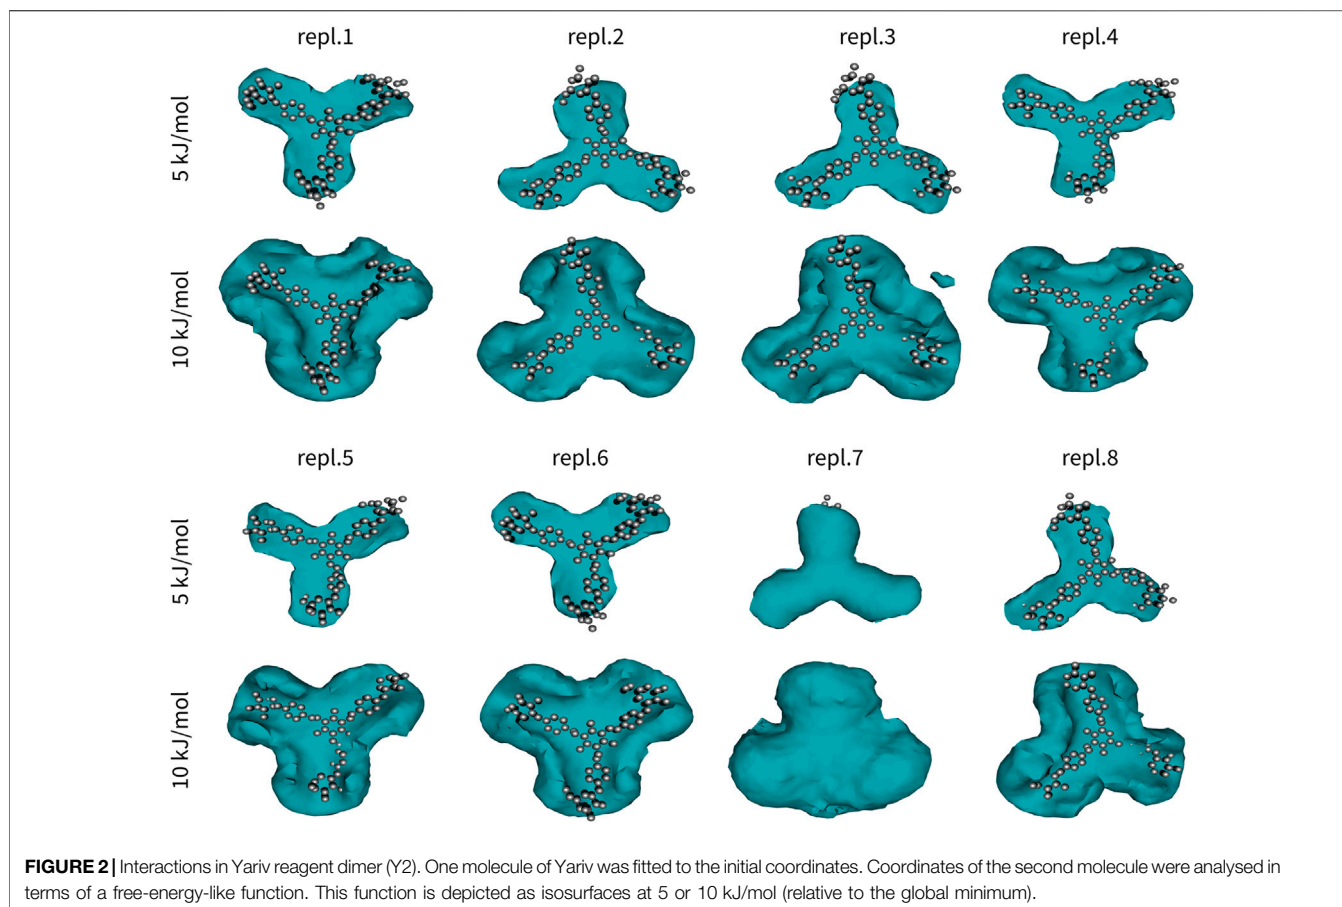 repl.1 repl.2 repl.3 repl.4
5 kJ/mol
10 kJ/mol
repl.5 repl.6 repl.7 repl.8
5 kJ/mol
10 kJ/mol
FIGURE 2 | Interactions in Yariv reagent dimer (Y2). One molecule of Yariv was fitted to the initial coordinates. Coordinates of the second molecule were analysed in
terms of a free-energy-like function. This function is depicted as isosurfaces at 5 or 10 kJ/mol (relative to the global minimum).